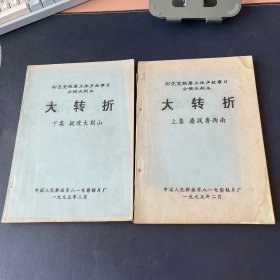 彩色宽银幕立体声故事片
分镜头剧本
大转折
下集 挺进大别山
中国人民解放军八一电影制片厂
一九九五年二月
彩色宽银幕立体声故事片
分镜头剧本
大转折
上集 鏖战鲁西南
中国人民解放军八一电影制片厂
一九九五年二月